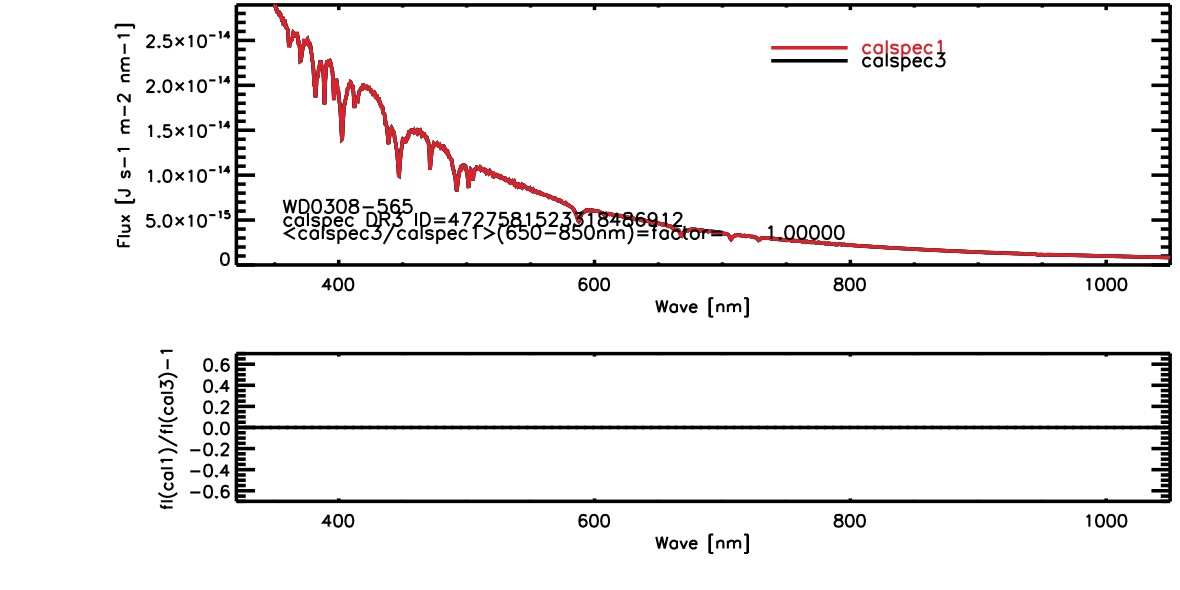 calspec1
calspec3
2.5×10−14
2.0×10−14
1.5×10−14
1.0×10−14
5.0×10−15
0
Flux [J s−1 m−2 nm−1]
WD0308−565
calspec DR3 ID=4727581523318486912
<calspec3/calspec1>(650−850nm)=factor= 1.00000
400 600 800 1000
Wave [nm]
0.6
0.4
0.2
0.0
−0.2
−0.4
−0.6
fl(cal1)/fl(cal3)−1
400 600 800 1000
Wave [nm]